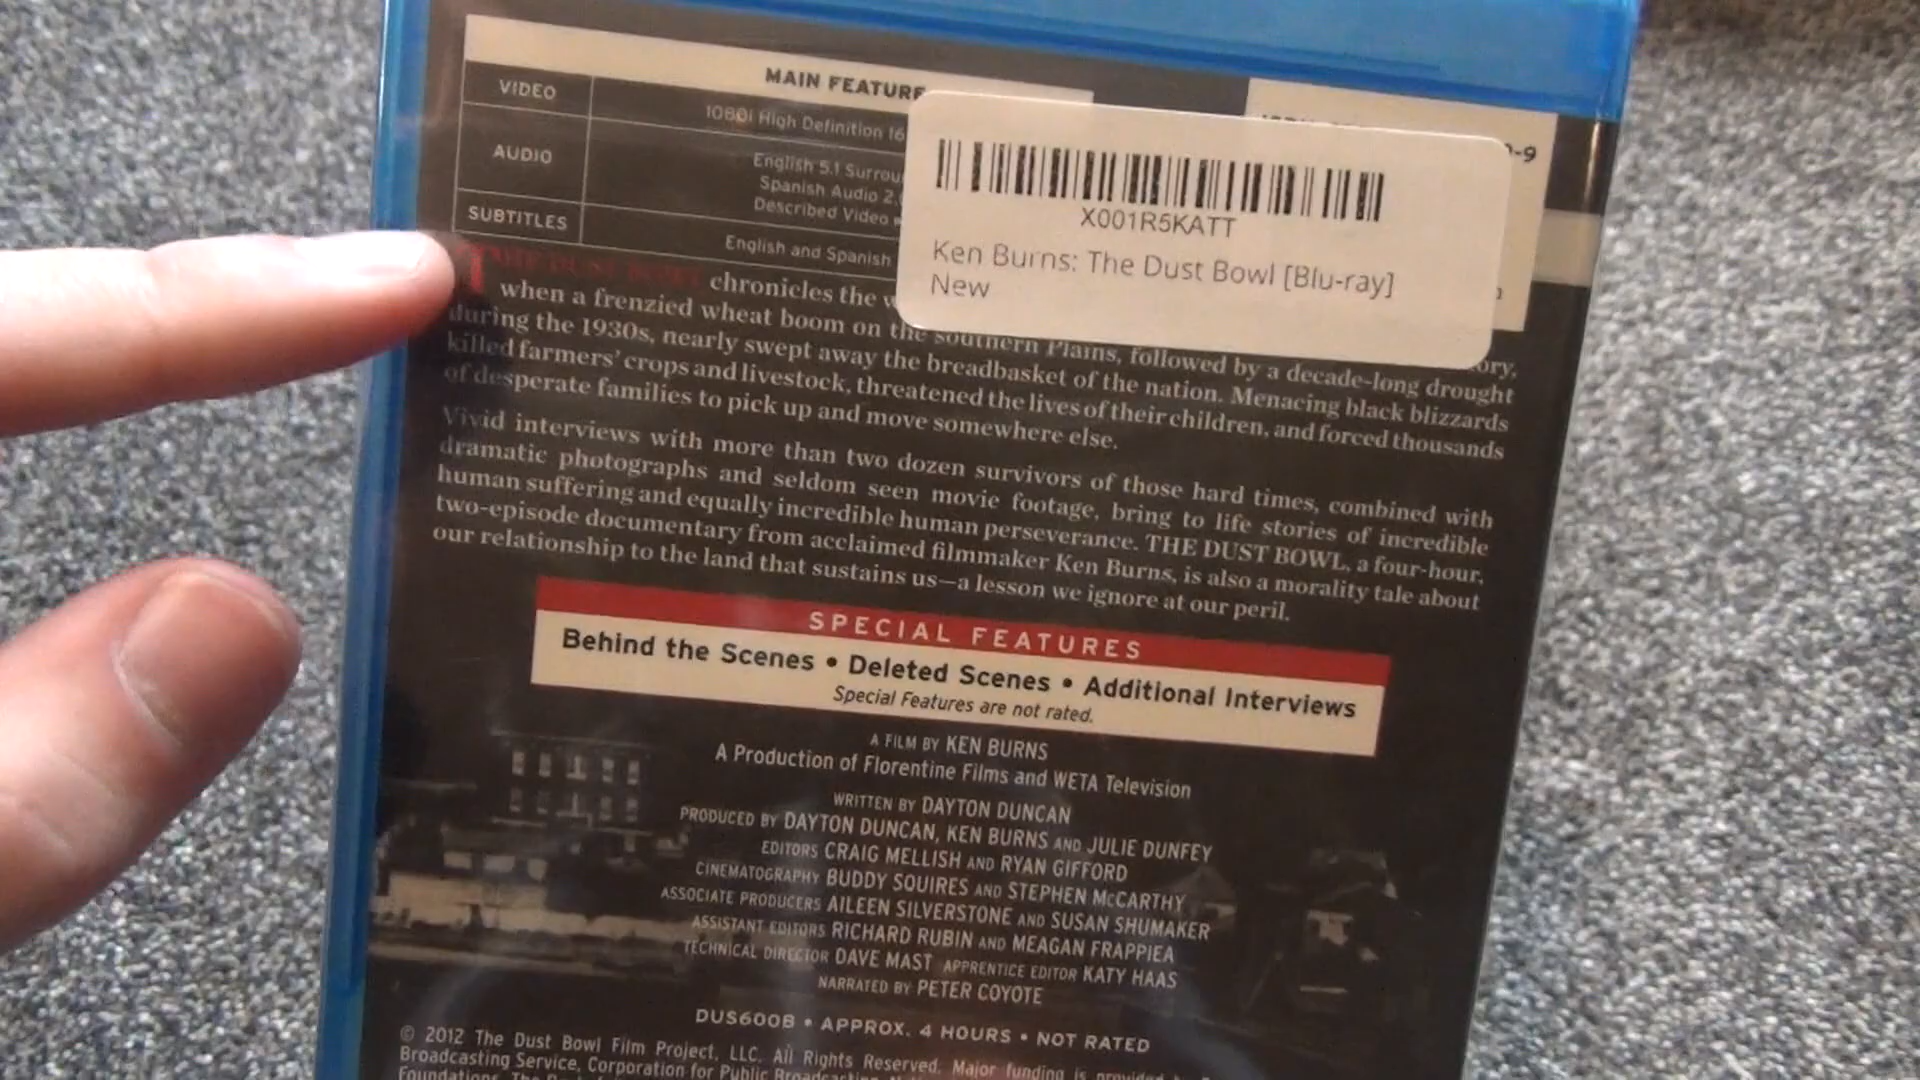 MAIN FEATURE
VIDEO
1080i High Definition 16
AUDIO
English 5.1 Surrou
Spanish Audio 2.
Described Video
SUBTITLES
English and Spanish
-9
X001R5KATT
Ken Burns: The Dust Bowl [Blu-ray]
New
THE DUST BOWL chronicles the w
ory,
when a frenzied wheat boom on the southern Plains, followed by a decade-long drought
during the 1930s, nearly swept away the breadbasket of the nation. Menacing black blizzards
killed farmers' crops and livestock, threatened the lives of their children, and forced thousands
of desperate families to pick up and move somewhere else.
Vivid interviews with more than two dozen survivors of those hard times, combined with
dramatic photographs and seldom seen movie footage, bring to life stories of incredible
human suffering and equally incredible human perseverance. THE DUST BOWL, a four-hour,
two-episode documentary from acclaimed filmmaker Ken Burns, is also a morality tale about
our relationship to the land that sustains us—a lesson we ignore at our peril.
SPECIAL FEATURES
Behind the Scenes • Deleted Scenes • Additional Interviews
Special Features are not rated.
A FILM BY KEN BURNS
A Production of Florentine Films and WETA Television
WRITTEN BY DAYTON DUNCAN
PRODUCED BY DAYTON DUNCAN, KEN BURNS AND JULIE DUNFEY
EDITORS CRAIG MELLISH AND RYAN GIFFORD
CINEMATOGRAPHY BUDDY SQUIRES AND STEPHEN McCARTHY
ASSOCIATE PRODUCERS AILEEN SILVERSTONE AND SUSAN SHUMAKER
ASSISTANT EDITORS RICHARD RUBIN AND MEAGAN FRAPPIEA
TECHNICAL DIRECTOR DAVE MAST APPRENTICE EDITOR KATY HAAS
NARRATED BY PETER COYOTE
DUS600B • APPROX. 4 HOURS • NOT RATED
© 2012 The Dust Bowl Film Project, LLC. All Rights Reserved. Major funding is provided
Broadcasting Service, Corporation for Public Broadcasting
Foundations, The